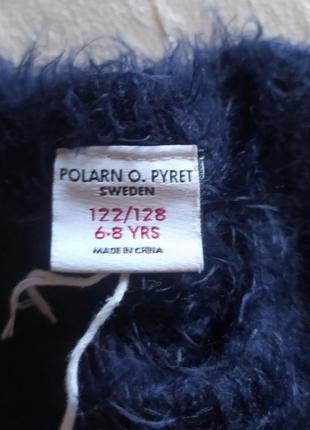 POLARN O. PYRET
SWEDEN
122/128
6-8 YRS
MADE IN CHINA